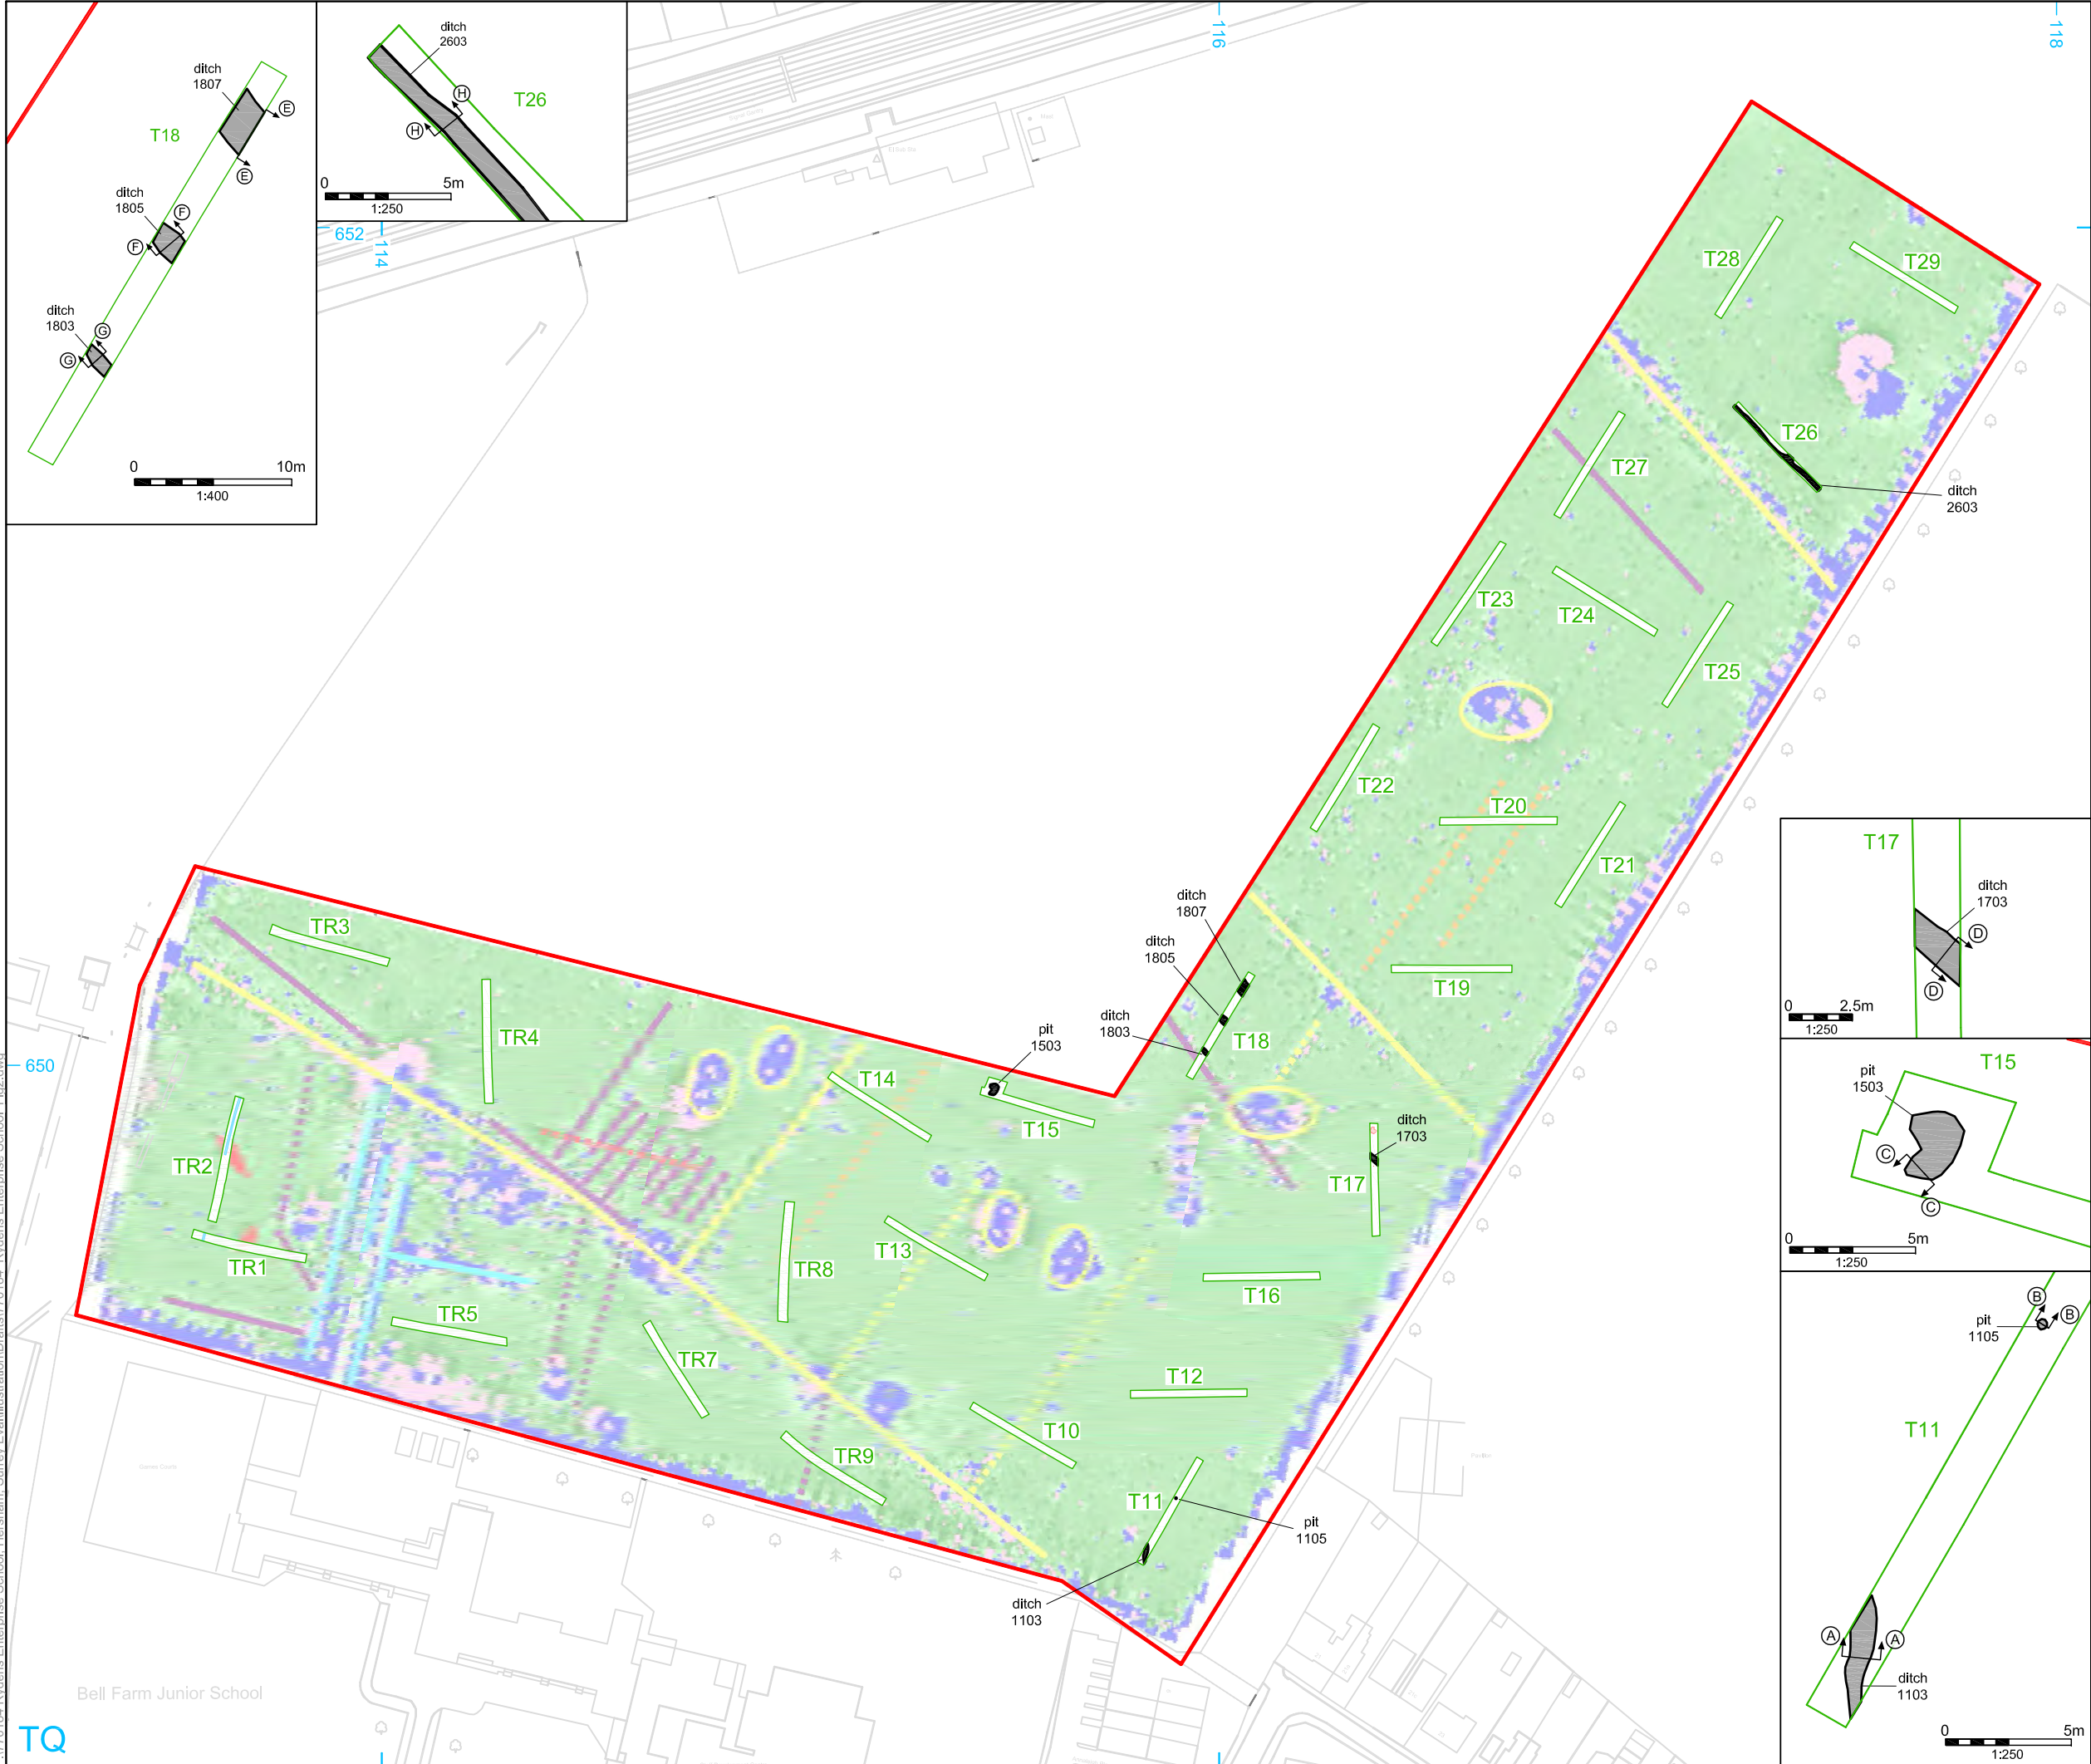 ditch
1807
E
E
T18
ditch
1805
F
F
ditch
1803
G
G
0 10m
1:400
ditch
2603
H
H
T26
0 5m
1:250
652
114
116
118
T28
T29
T27
T26
ditch
2603
T23
T24
T25
T22
T20
T21
T19
ditch
1807
ditch
1805
ditch
1803
T18
pit
1503
T15
T14
TR3
TR4
650
TR2
TR1
TR5
TR7
TR8
TR9
T13
T10
T12
T16
T17
ditch
1703
T11
pit
1105
ditch
1103
T17
ditch
1703
D
D
0 2.5m
1:250
T15
pit
1503
C
C
0 5m
1:250
B
B
pit
1105
T11
A
A
ditch
1103
0 5m
1:250
Bell Farm Junior School
TQ